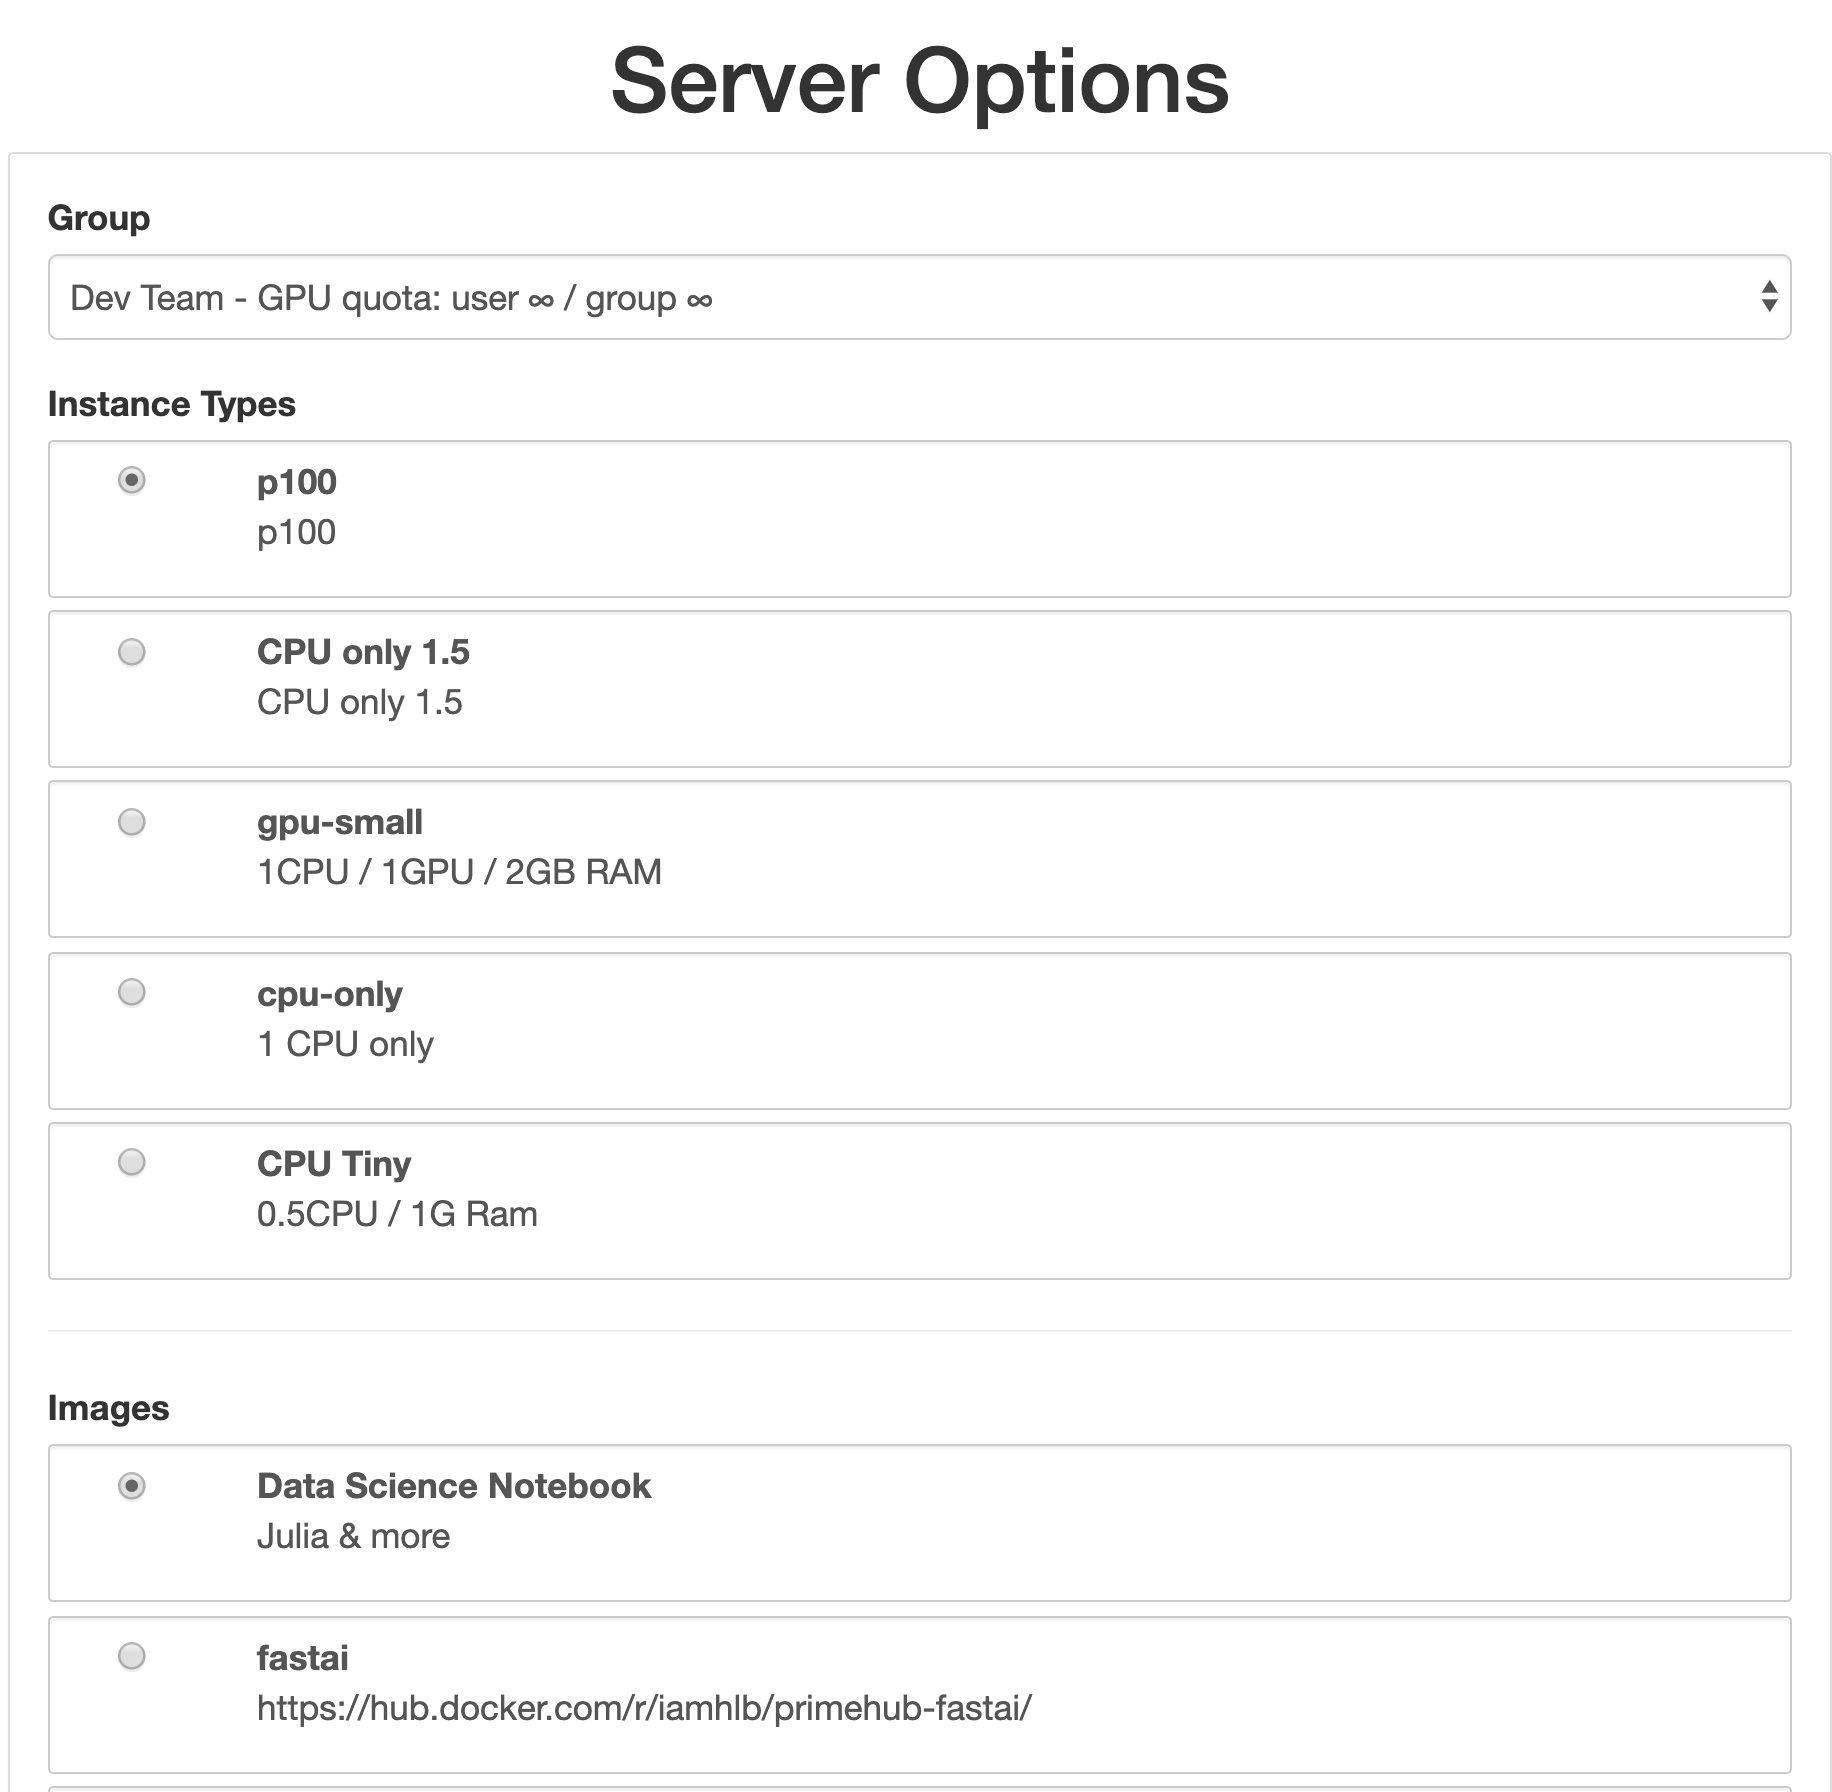 Server Options
Group
Dev Team - GPU quota: user ∞ / group ∞
Instance Types
p100
p100
CPU only 1.5
CPU only 1.5
gpu-small
1CPU / 1GPU / 2GB RAM
cpu-only
1 CPU only
CPU Tiny
0.5CPU / 1G Ram
Images
Data Science Notebook
Julia & more
fastai
https://hub.docker.com/r/iamhlb/primehub-fastai/